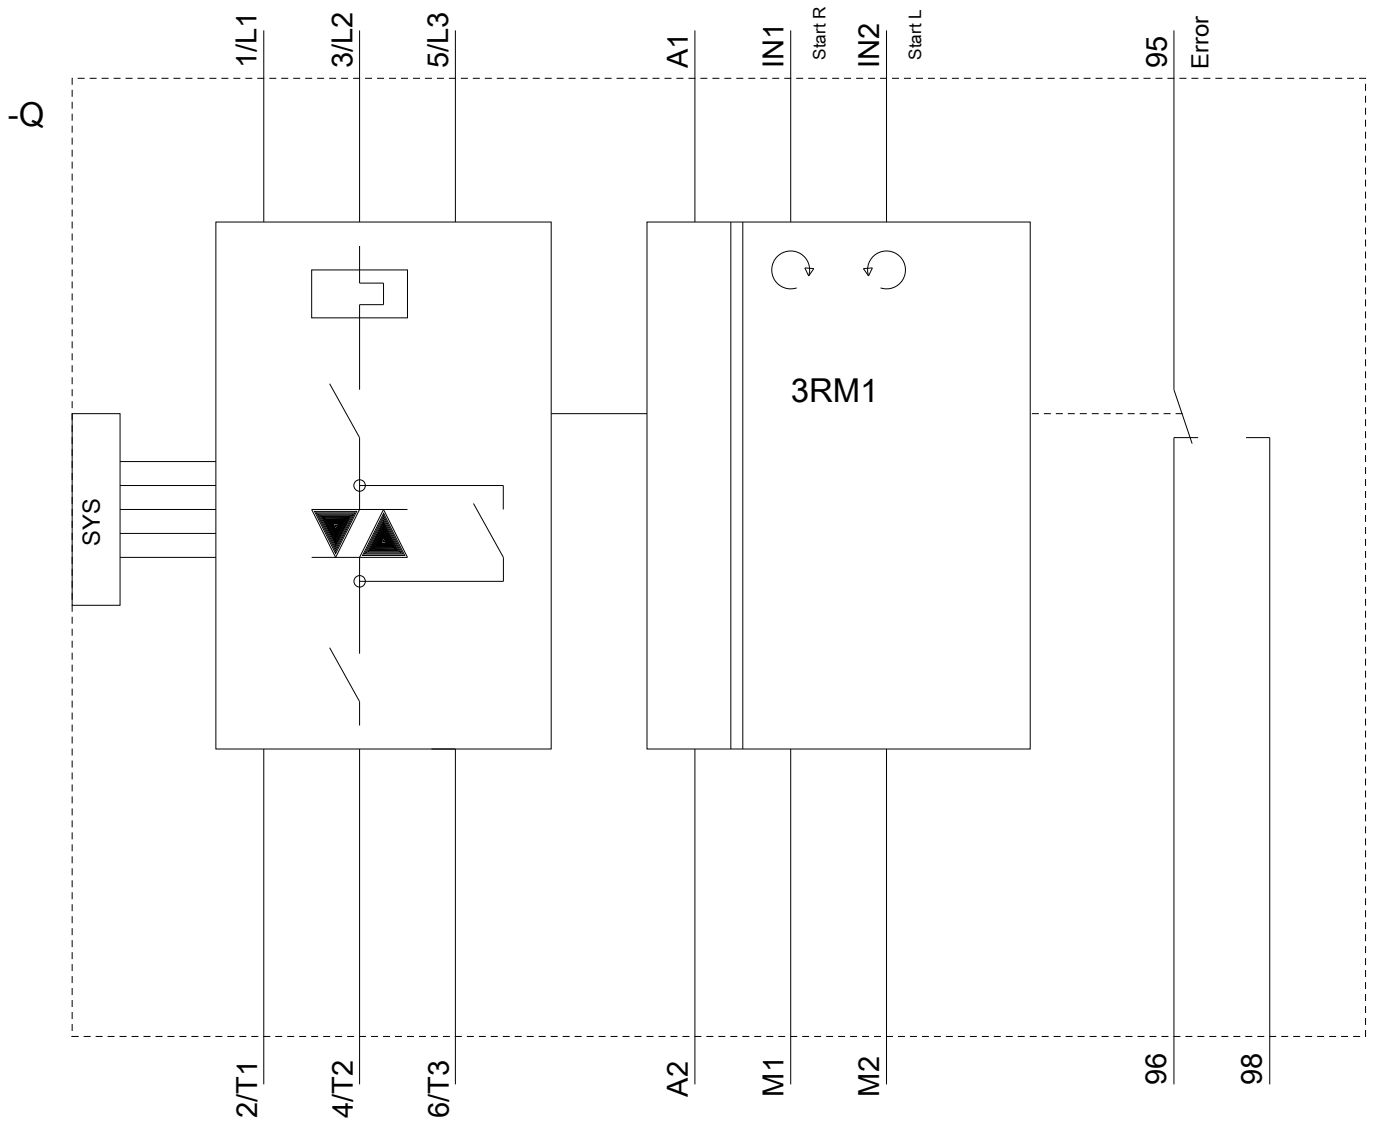 1/L1
3/L2
5/L3
A1
IN1
Start R
IN2
Start L
95
Error
-Q
3RM1
SYS
2/T1
4/T2
6/T3
A2
M1
M2
96
98